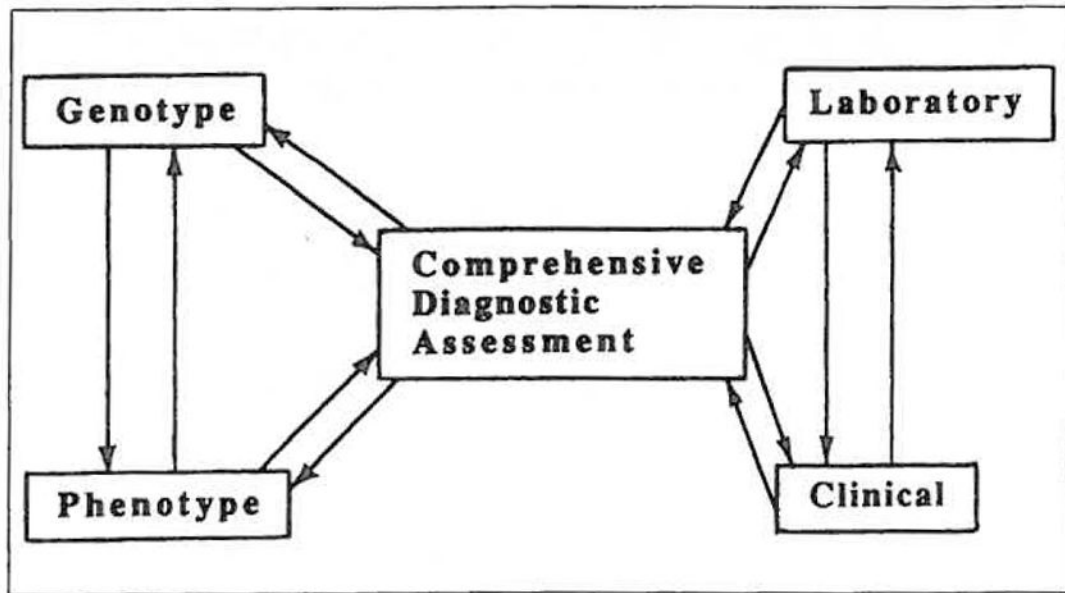 Genotype
Laboratory
Comprehensive
Diagnostic
Assessment
Phenotype
Clinical